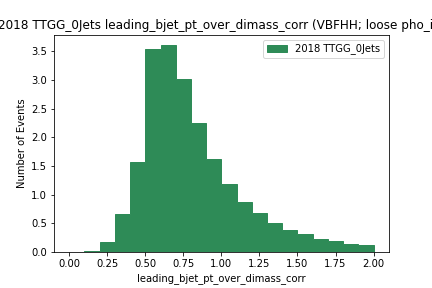 2018 TTGG_0Jets leading_bjet_pt_over_dimass_corr (VBFHH; loose pho_i
2018 TTGG_0Jets
Number of Events
3.5
3.0
2.5
2.0
1.5
1.0
0.5
0.0
0.00 0.25 0.50 0.75 1.00 1.25 1.50 1.75 2.00
leading_bjet_pt_over_dimass_corr